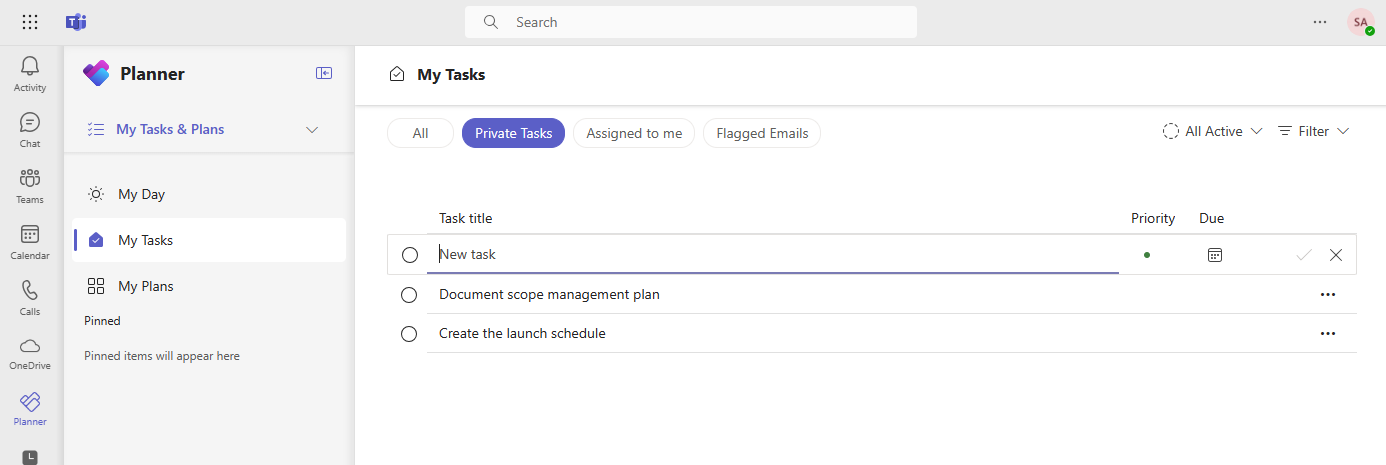 Search
SA
Activity
Chat
Teams
Calendar
Calls
OneDrive
Planner
Planner
My Tasks & Plans
My Day
My Tasks
My Plans
Pinned
Pinned items will appear here
My Tasks
All Private Tasks Assigned to me Flagged Emails
All Active Filter
Task title Priority Due
New task
Document scope management plan
Create the launch schedule